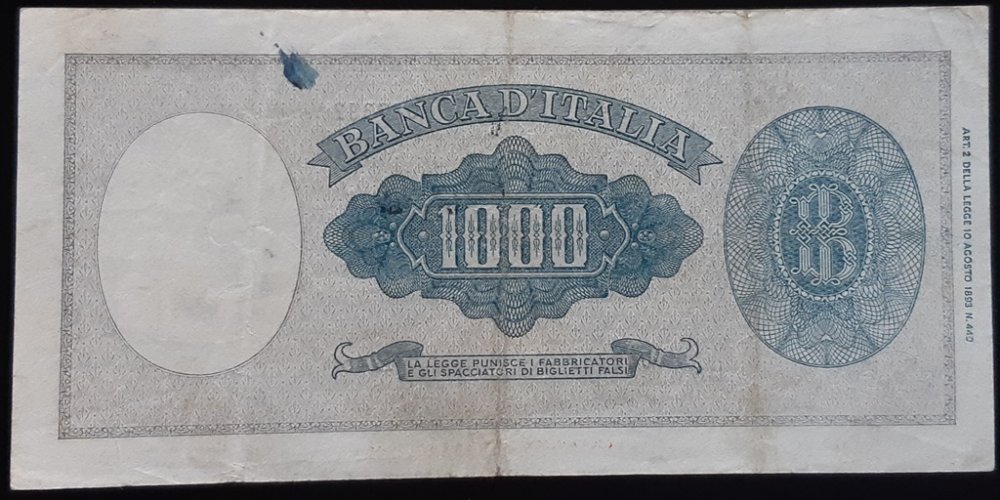 BANCA D'ITALIA
1000
LA LEGGE PUNISCE I FABBRICATORI
E GLI SPACCIATORI DI BIGLIETTI FALSI
ART. 2 DELLA LEGGE 10 AGOSTO 1893 N. 449